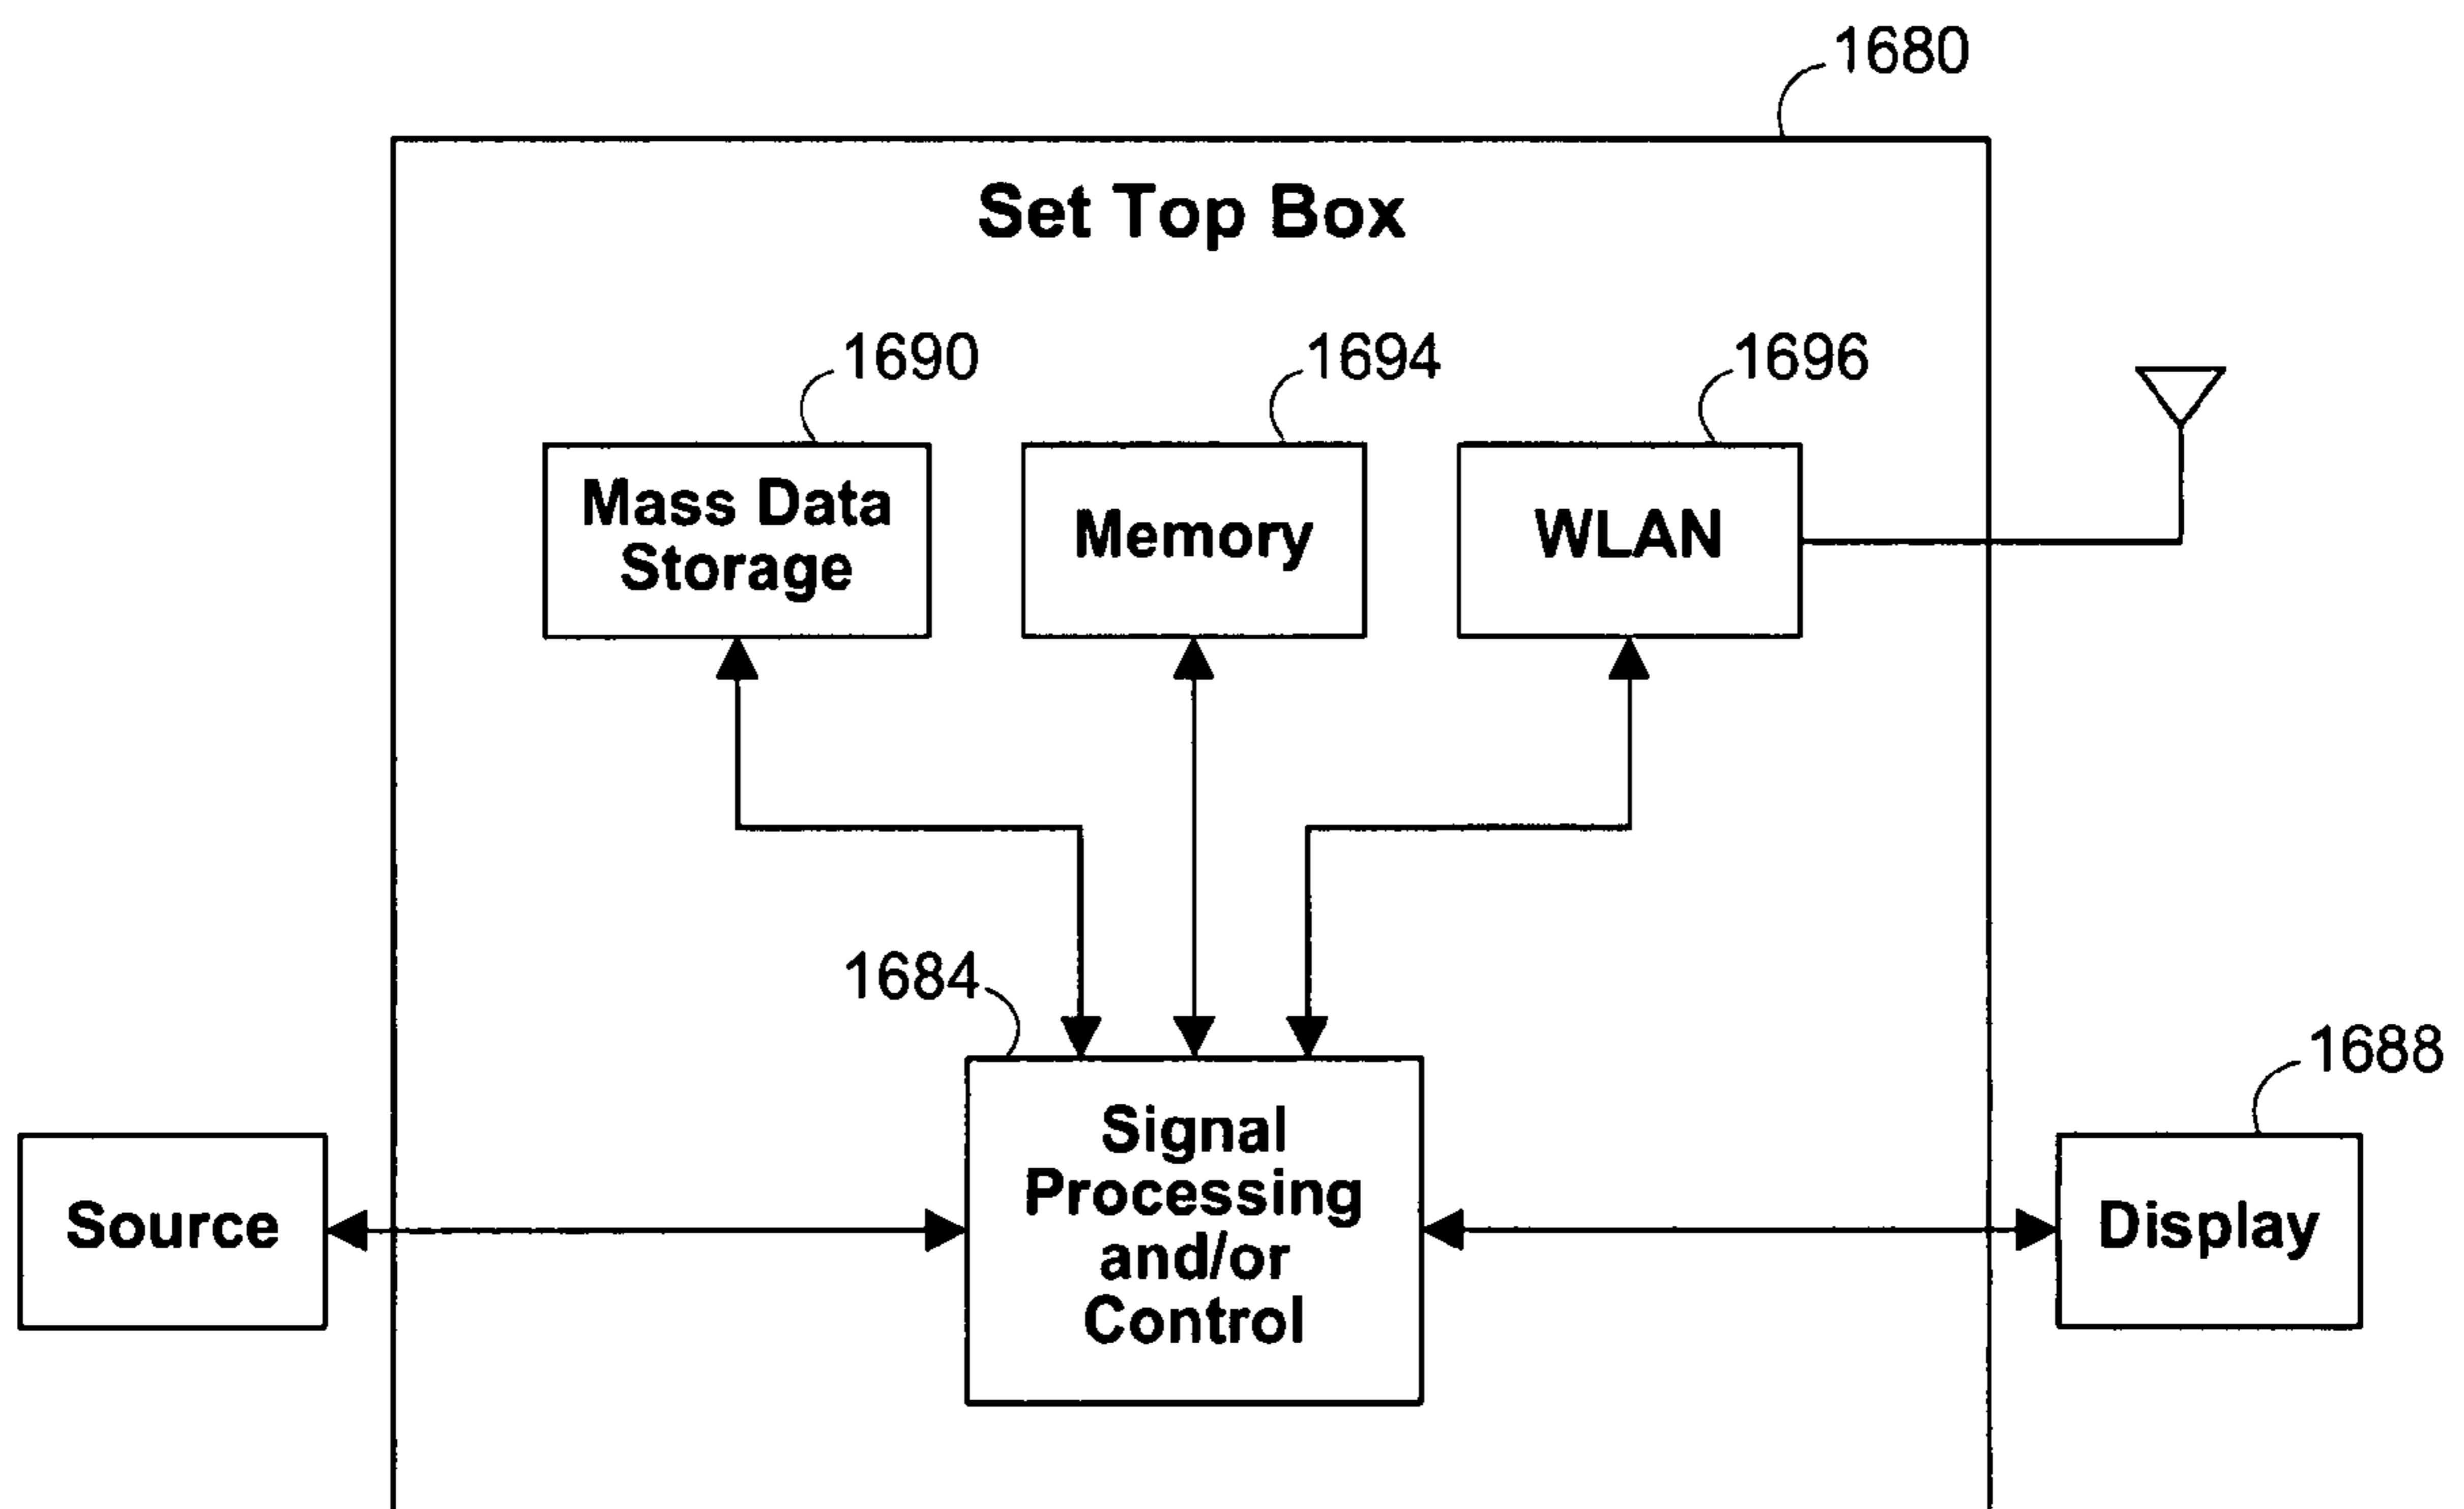 1680
Set Top Box
1690
1694
1696
Mass Data
Storage
Memory
WLAN
1684
1688
Signal
Processing
and/or
Control
Source
Display